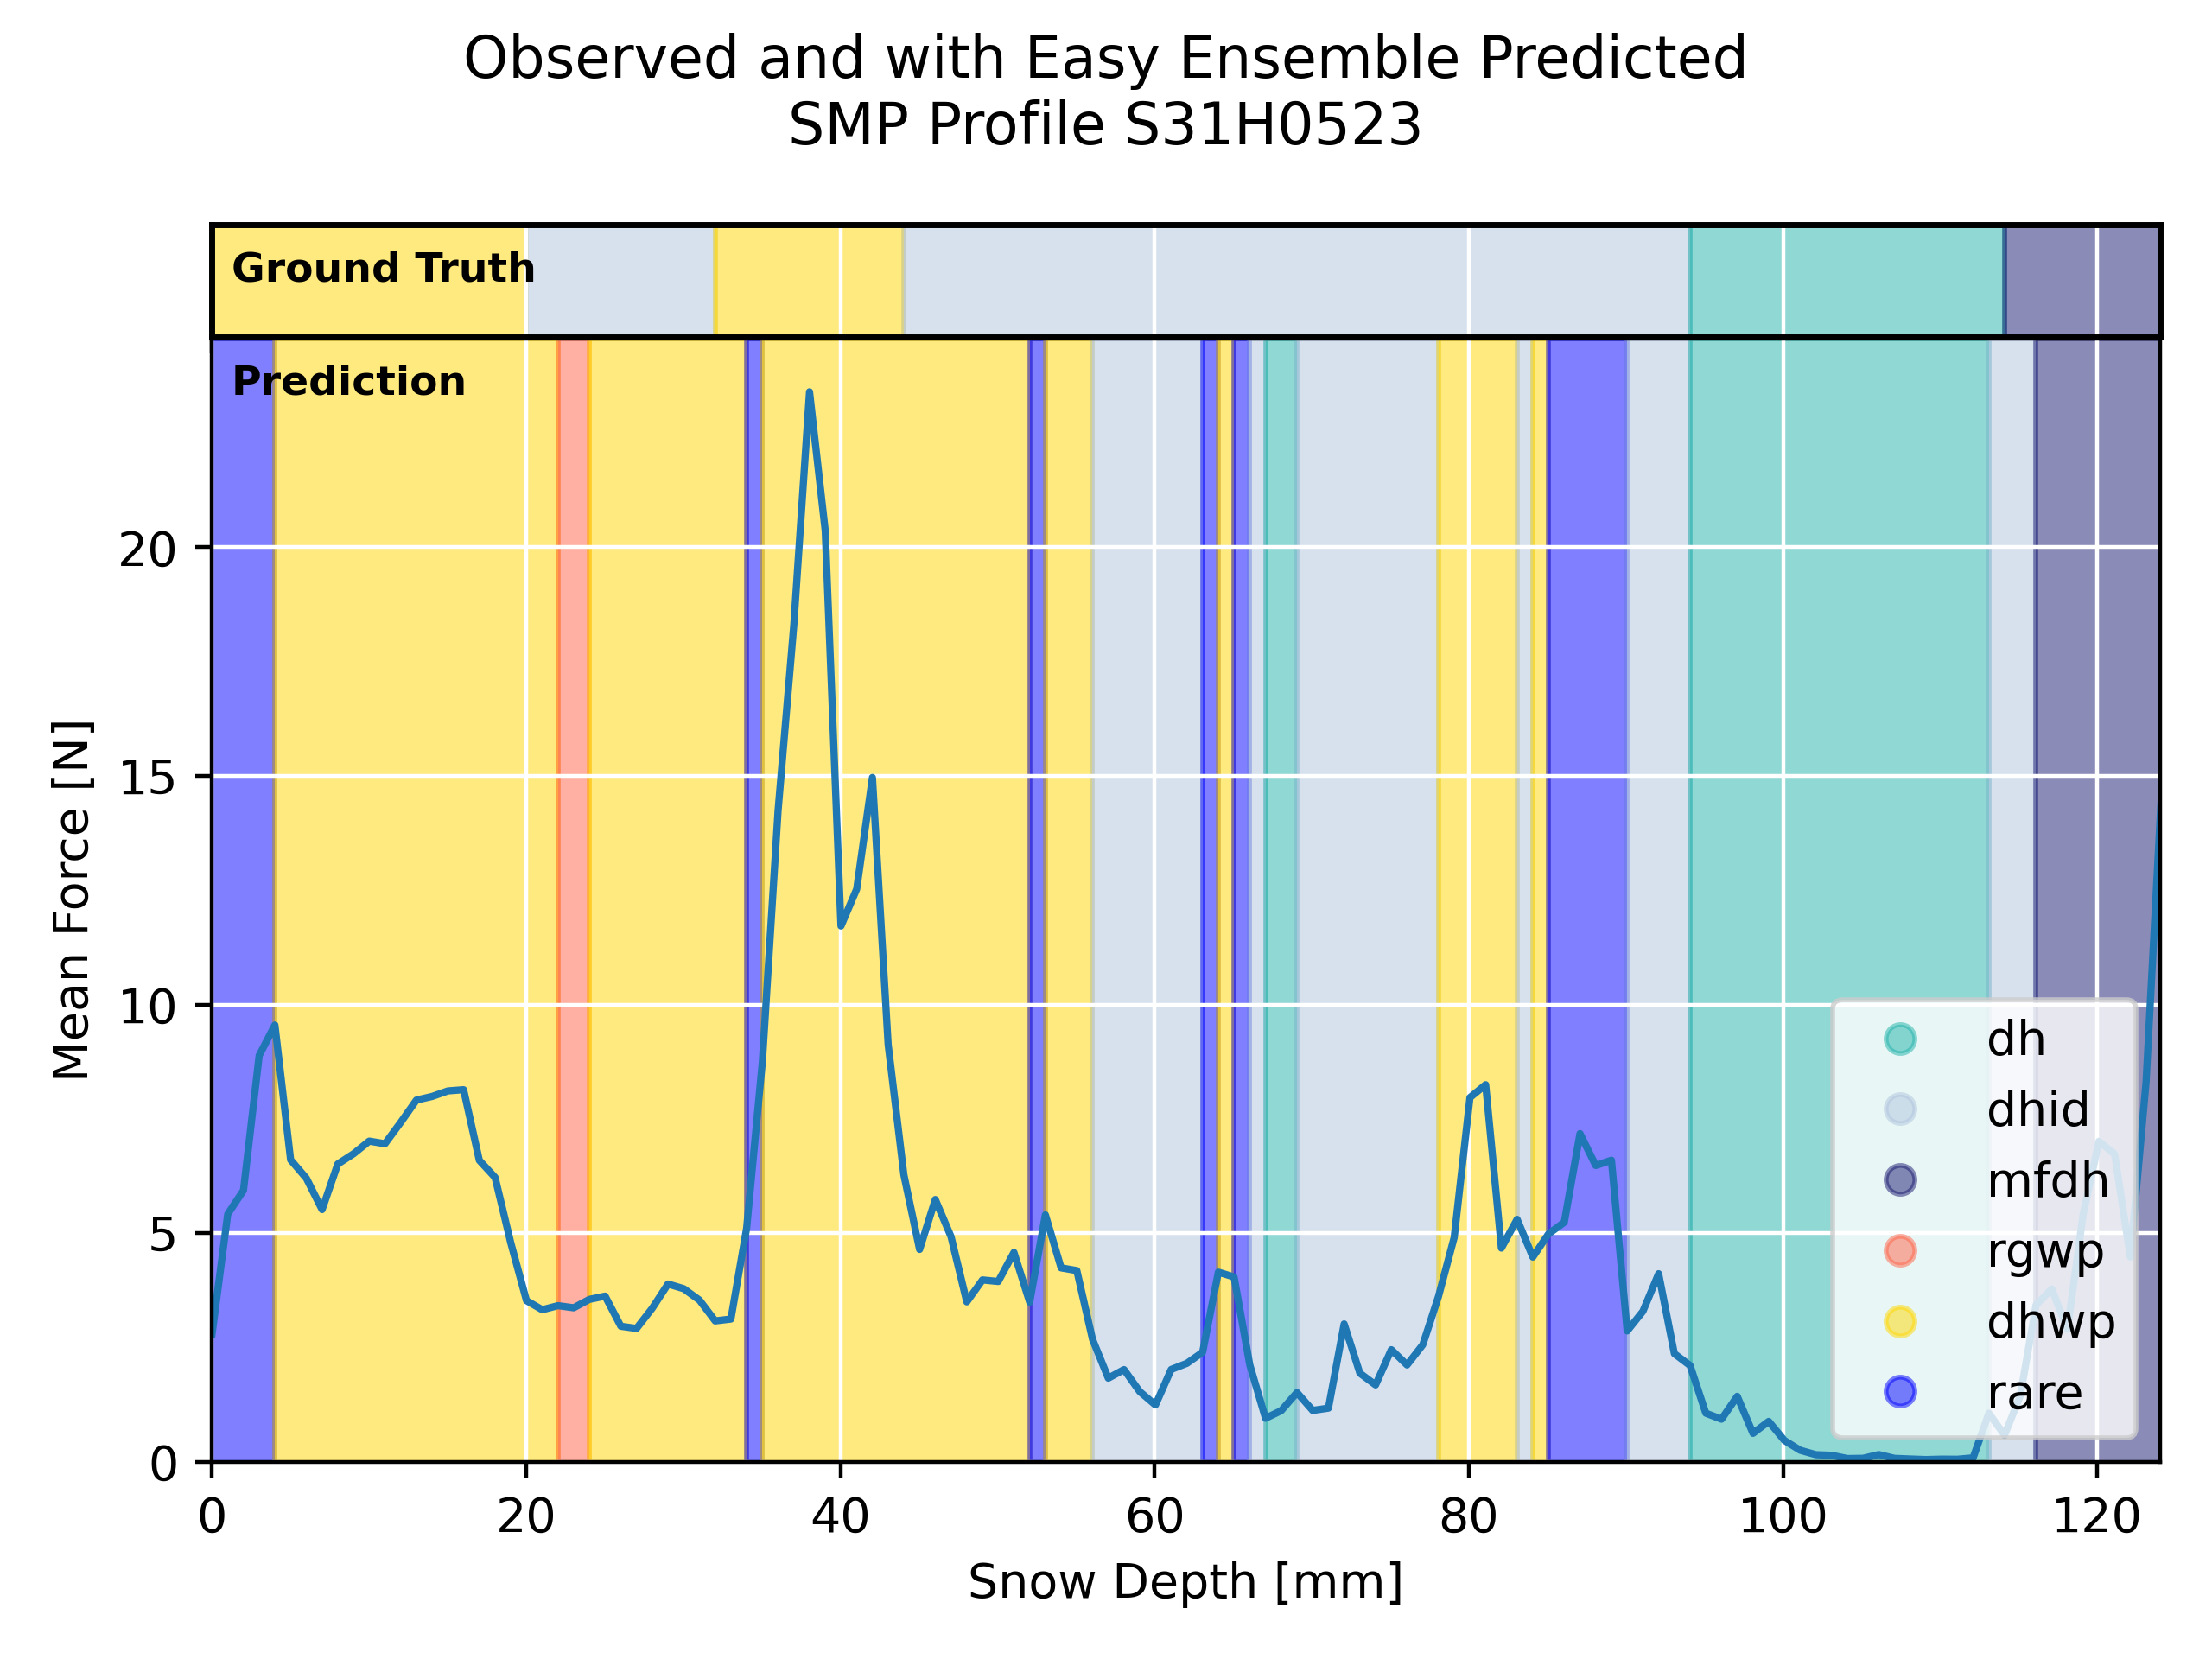 Observed and with Easy Ensemble Predicted
SMP Profile S31H0523
Ground Truth
Prediction
Mean Force [N]
20
15
10
5
0
0 20 40 60 80 100 120
Snow Depth [mm]
dh
dhid
mfdh
rgwp
dhwp
rare